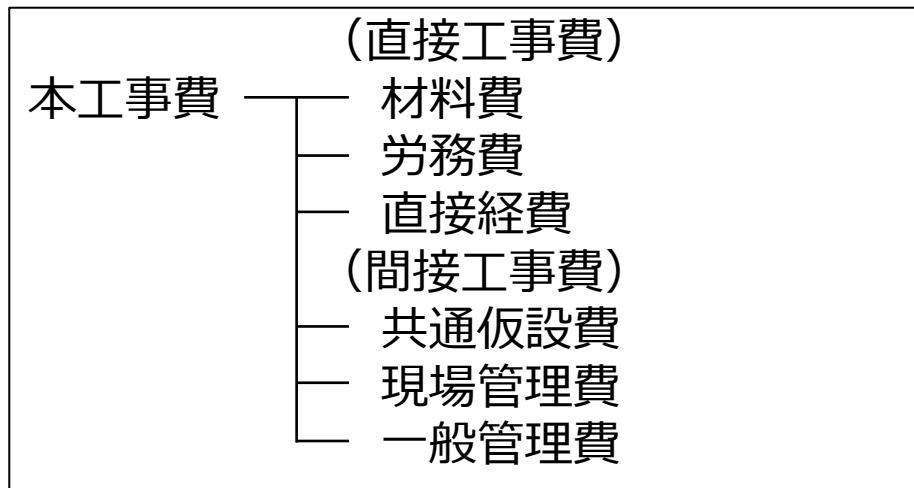 （直接工事費）
本工事費 材料費
労務費
直接経費
（間接工事費）
共通仮設費
現場管理費
一般管理費